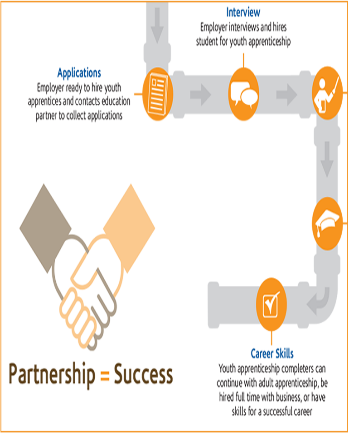 Interview
Employer interviews and hires
student for youth apprenticeship
Applications
Employer ready to hire youth
apprentices and contacts education
partner to collect applications
Partnership = Success
Career Skills
Youth apprenticeship completers can
continue with adult apprenticeship, be
hired full time with business, or have
skills for a successful career